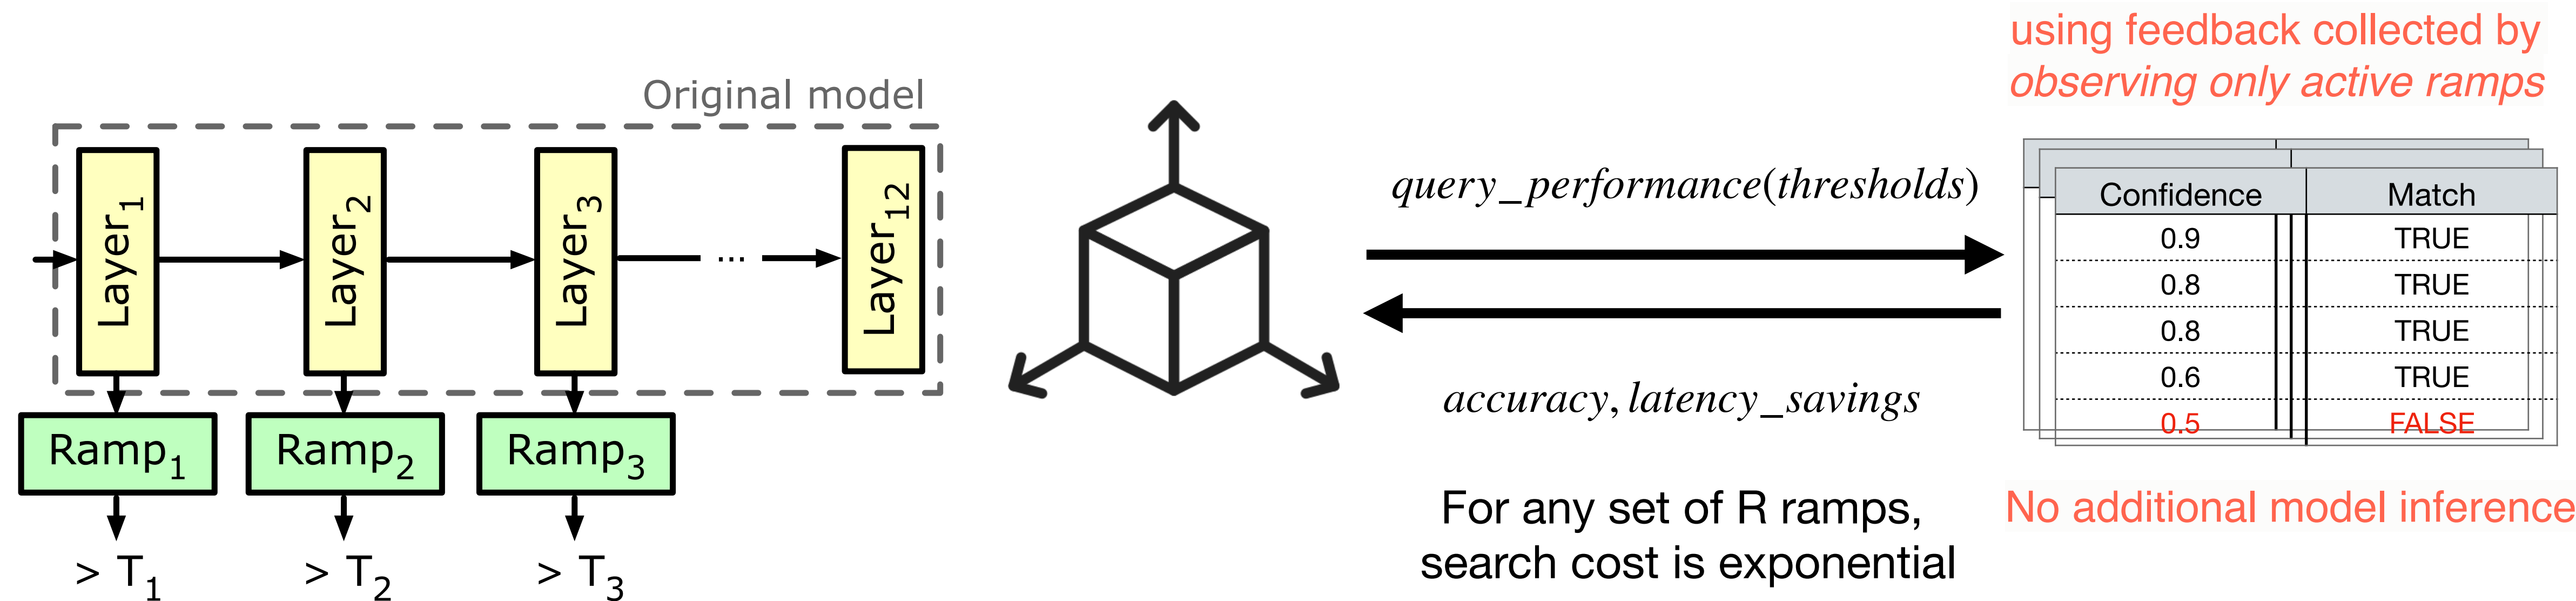 Original model
Layer1
Layer2
Layer3
...
Layer12
Ramp1
Ramp2
Ramp3
> T1
> T2
> T3
query_performance(thresholds)
accuracy, latency_savings
For any set of R ramps,
search cost is exponential
using feedback collected by
observing only active ramps
Confidence Match
0.9 TRUE
0.8 TRUE
0.8 TRUE
0.6 TRUE
0.5 FALSE
No additional model inference